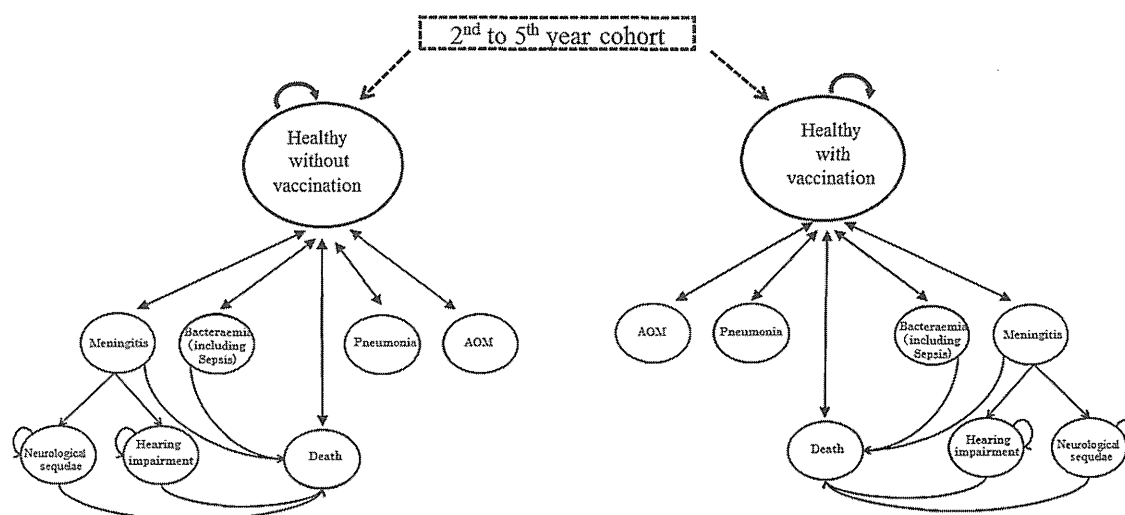 2nd to 5th year cohort
Healthy
without
vaccination
Healthy
with
vaccination
Meningitis
Bacteraemia
(including
Sepsis)
Pneumonia
AOM
AOM
Pneumonia
Bacteraemia
(including
Sepsis)
Meningitis
Neurological
sequelae
Hearing
impairment
Death
Death
Hearing
impairment
Neurological
sequelae